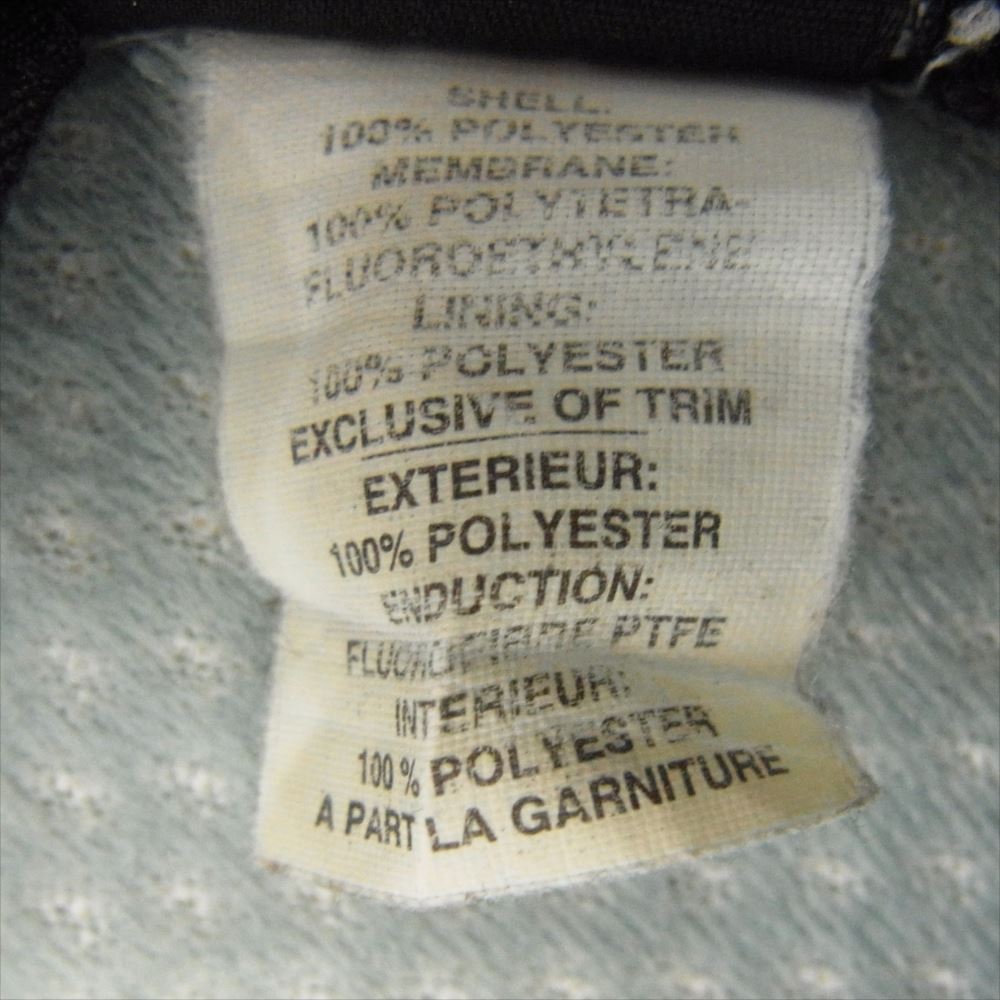 SHELL:
100% POLYESTER
MEMBRANE:
100% POLYTETRA-
FLUOROETHYLENE
LINING:
100% POLYESTER
EXCLUSIVE OF TRIM
EXTERIEUR:
100% POLYESTER
ENDUCTION:
FLUOROFIBRE PTFE
INTERIEUR:
100% POLYESTER
A PART LA GARNITURE